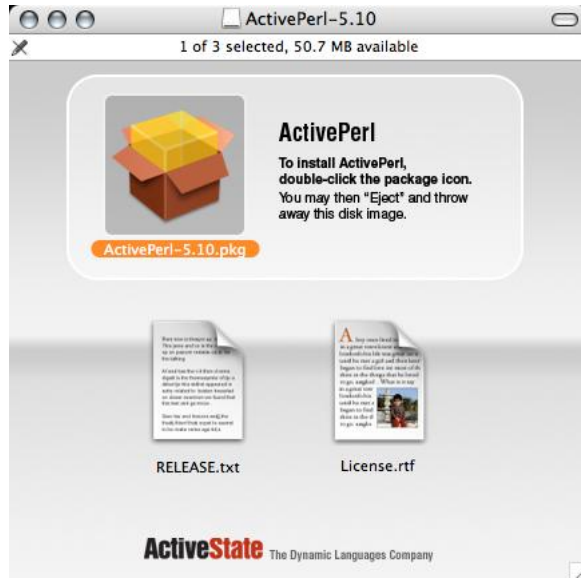 ActivePerl-5.10
1 of 3 selected, 50.7 MB available
ActivePerl
To install ActivePerl,
double-click the package icon.
You may then “Eject” and throw
away this disk image.
ActivePerl-5.10.pkg
RELEASE.txt
License.rtf
ActiveState The Dynamic Languages Company